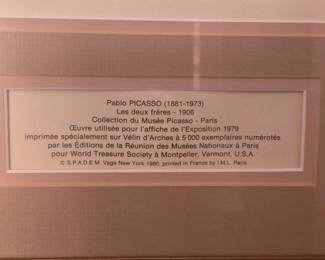 Pablo PICASSO (1881-1973)
Les deux frères - 1906
Collection du Musée Picasso - Paris
Œuvre utilisée pour l'affiche de l'Exposition 1979
imprimée spécialement sur Vélin d'Arches à 5 000 exemplaires numérotés
par les Éditions de la Réunion des Musées Nationaux à Paris
pour World Treasure Society à Montpelier, Vermont, U.S.A.
© S.P.A.D.E.M. Vaga New York 1980, printed in France by I.M.L. Paris